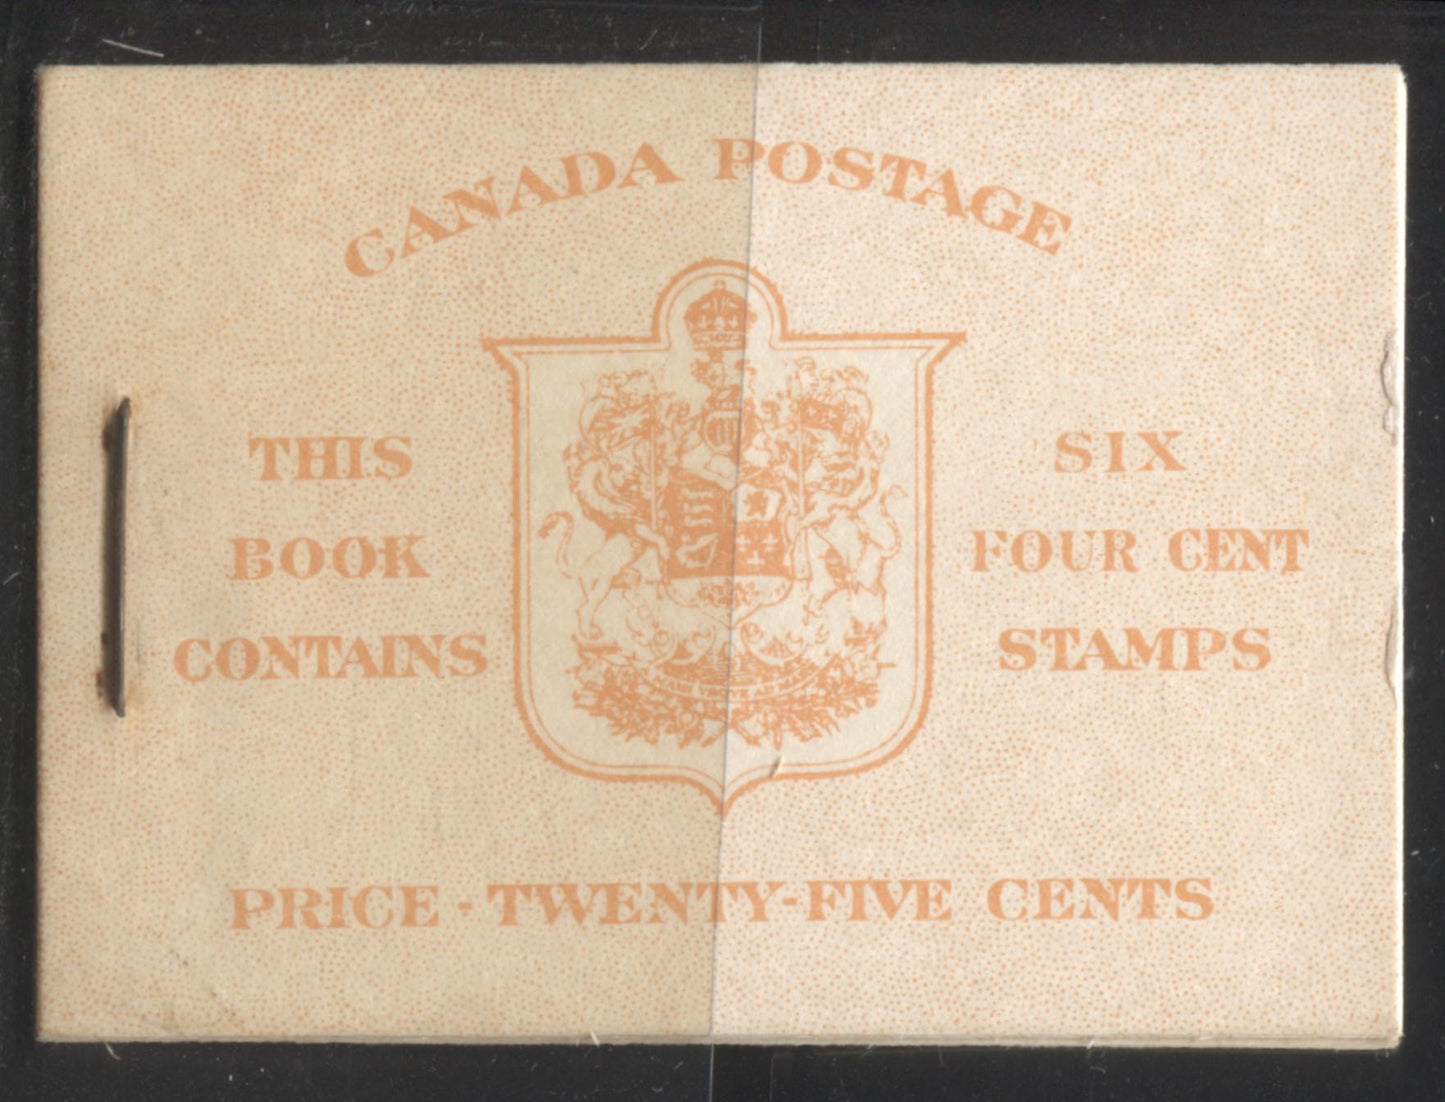 CANADA POSTAGE
THIS
BOOK
CONTAINS
SIX
FOUR CENT
STAMPS
PRICE - TWENTY-FIVE CENTS